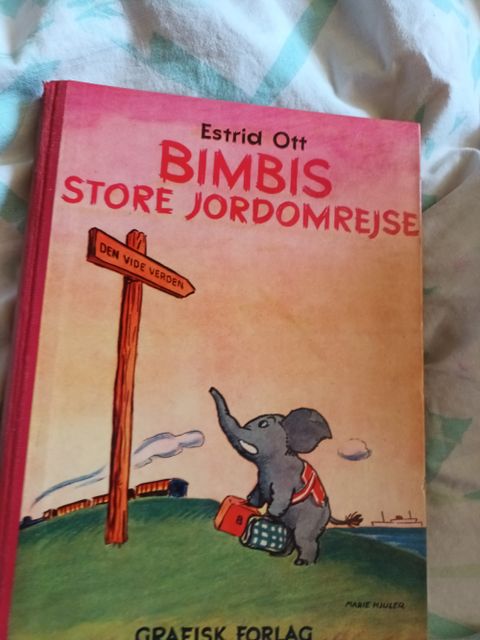 Estrid Ott
BIMBIS
STORE JORDOMREJSE
DEN VIDE VERDEN
B
MARIE HJULER
GRAFISK FORLAG